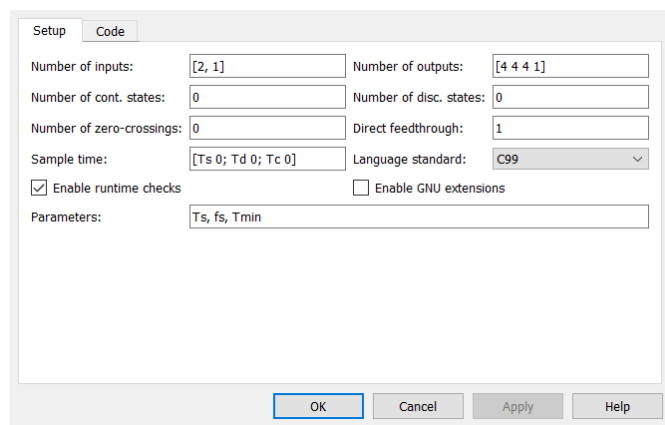 Setup Code
Number of inputs: [2, 1] Number of outputs: [4 4 4 1]
Number of cont. states: 0 Number of disc. states: 0
Number of zero-crossings: 0 Direct feedthrough: 1
Sample time: [Ts 0; Td 0; Tc 0] Language standard: C99
Enable runtime checks Enable GNU extensions
Parameters: Ts, fs, Tmin
OK Cancel Apply Help